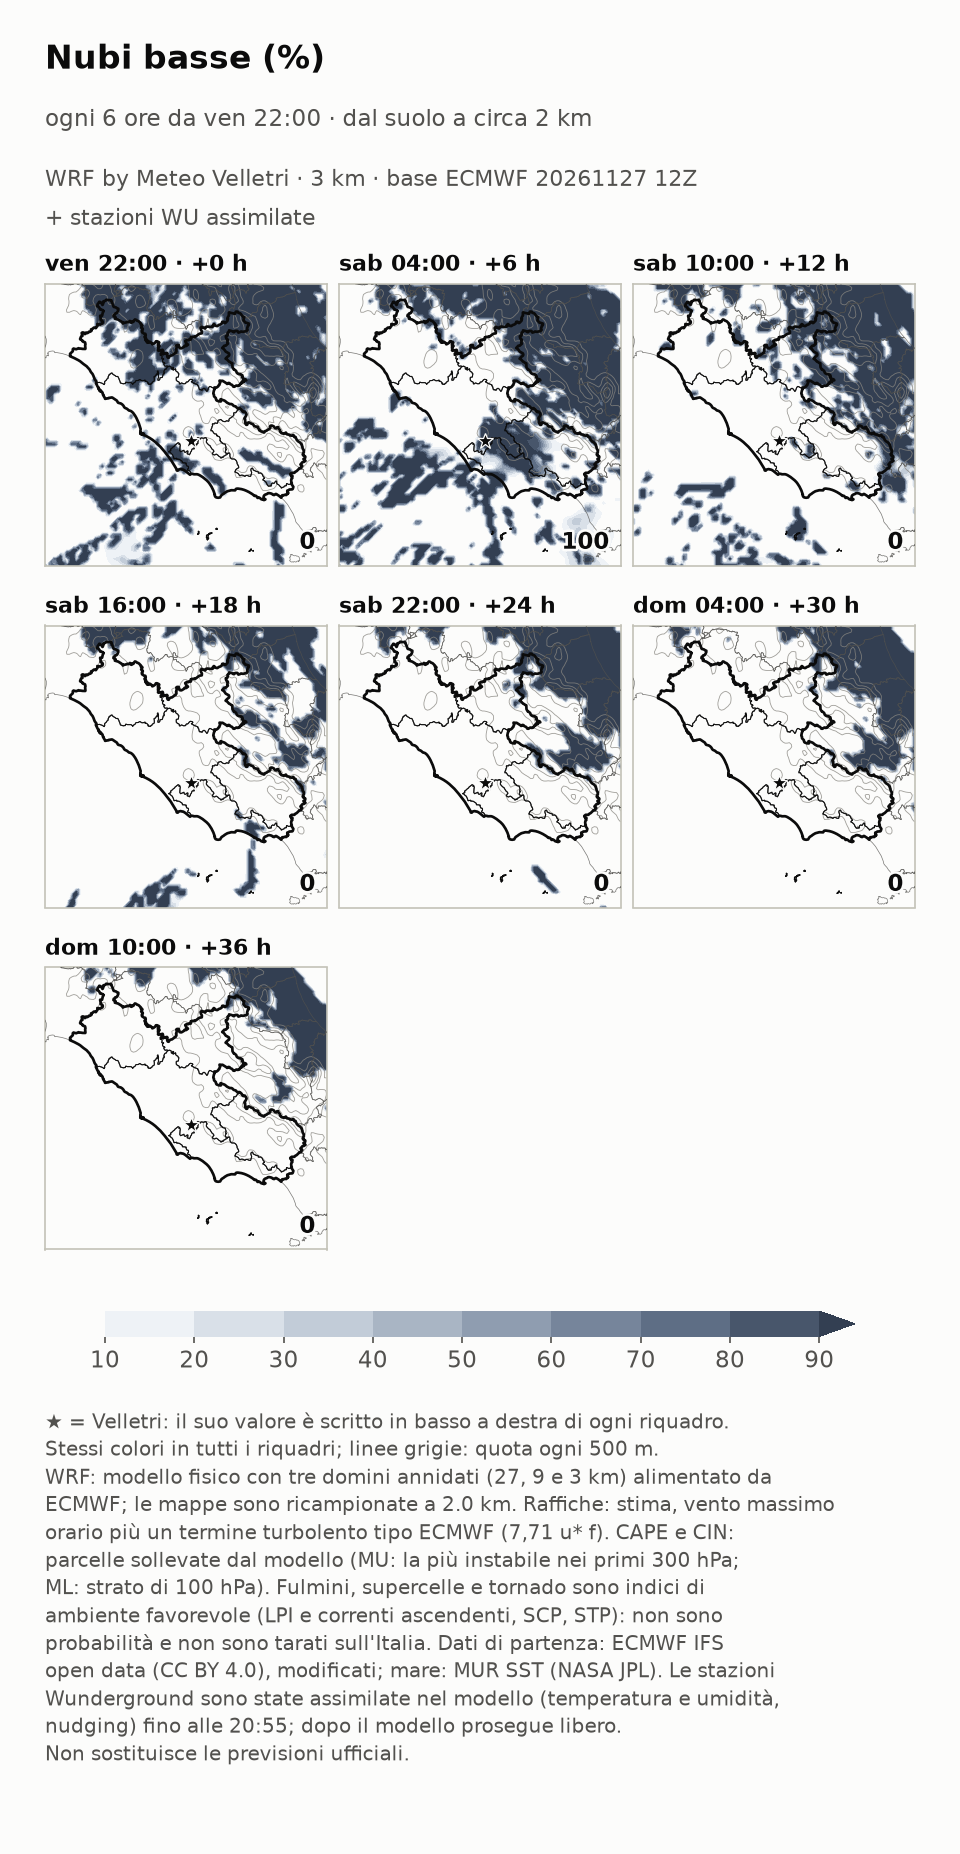 Nubi basse (%)
ogni 6 ore da ven 22:00 · dal suolo a circa 2 km
WRF by Meteo Velletri · 3 km · base ECMWF 20261127 12Z
+ stazioni WU assimilate
ven 22:00 · +0 h
0
sab 04:00 · +6 h
100
sab 10:00 · +12 h
0
sab 16:00 · +18 h
0
sab 22:00 · +24 h
0
dom 04:00 · +30 h
0
dom 10:00 · +36 h
0
10 20 30 40 50 60 70 80 90
★ = Velletri: il suo valore è scritto in basso a destra di ogni riquadro.
Stessi colori in tutti i riquadri; linee grigie: quota ogni 500 m.
WRF: modello fisico con tre domini annidati (27, 9 e 3 km) alimentato da
ECMWF; le mappe sono ricampionate a 2.0 km. Raffiche: stima, vento massimo
orario più un termine turbolento tipo ECMWF (7,71 u* f). CAPE e CIN:
parcelle sollevate dal modello (MU: la più instabile nei primi 300 hPa;
ML: strato di 100 hPa). Fulmini, supercelle e tornado sono indici di
ambiente favorevole (LPI e correnti ascendenti, SCP, STP): non sono
probabilità e non sono tarati sull'Italia. Dati di partenza: ECMWF IFS
open data (CC BY 4.0), modificati; mare: MUR SST (NASA JPL). Le stazioni
Wunderground sono state assimilate nel modello (temperatura e umidità,
nudging) fino alle 20:55; dopo il modello prosegue libero.
Non sostituisce le previsioni ufficiali.